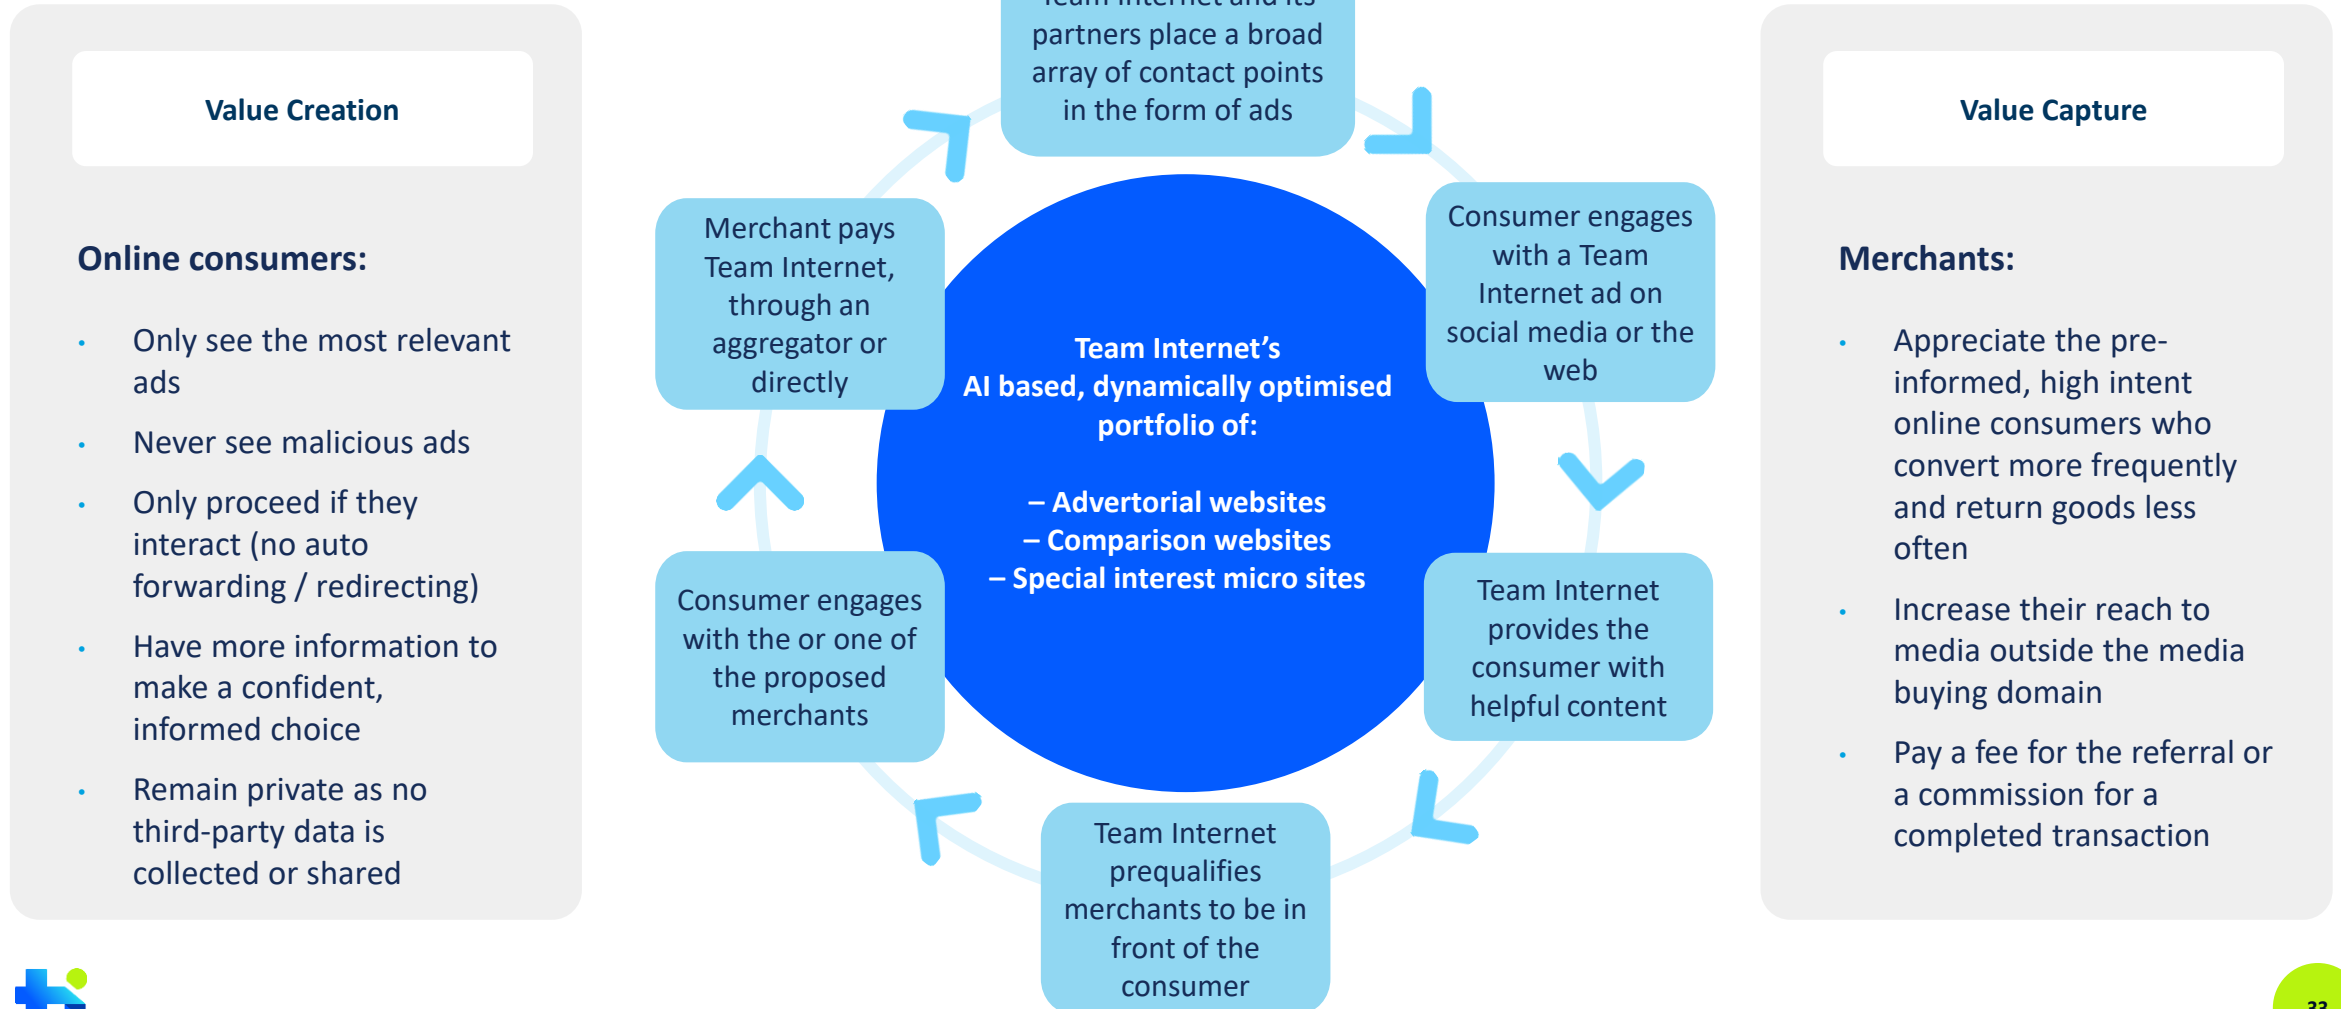 Value Creation
Online consumers:
• Only see the most relevant
ads
• Never see malicious ads
• Only proceed if they
interact (no auto
forwarding / redirecting)
• Have more information to
make a confident,
informed choice
• Remain private as no
third-party data is
collected or shared
Team Internet and its
partners place a broad
array of contact points
in the form of ads
Consumer engages
with a Team
Internet ad on
social media or the
web
Team Internet
provides the
consumer with
helpful content
Team Internet
prequalifies
merchants to be in
front of the
consumer
Consumer engages
with the or one of
the proposed
merchants
Merchant pays
Team Internet,
through an
aggregator or
directly
Team Internet’s
AI based, dynamically optimised
portfolio of:
– Advertorial websites
– Comparison websites
– Special interest micro sites
Value Capture
Merchants:
• Appreciate the pre-
informed, high intent
online consumers who
convert more frequently
and return goods less
often
• Increase their reach to
media outside the media
buying domain
• Pay a fee for the referral or
a commission for a
completed transaction
33